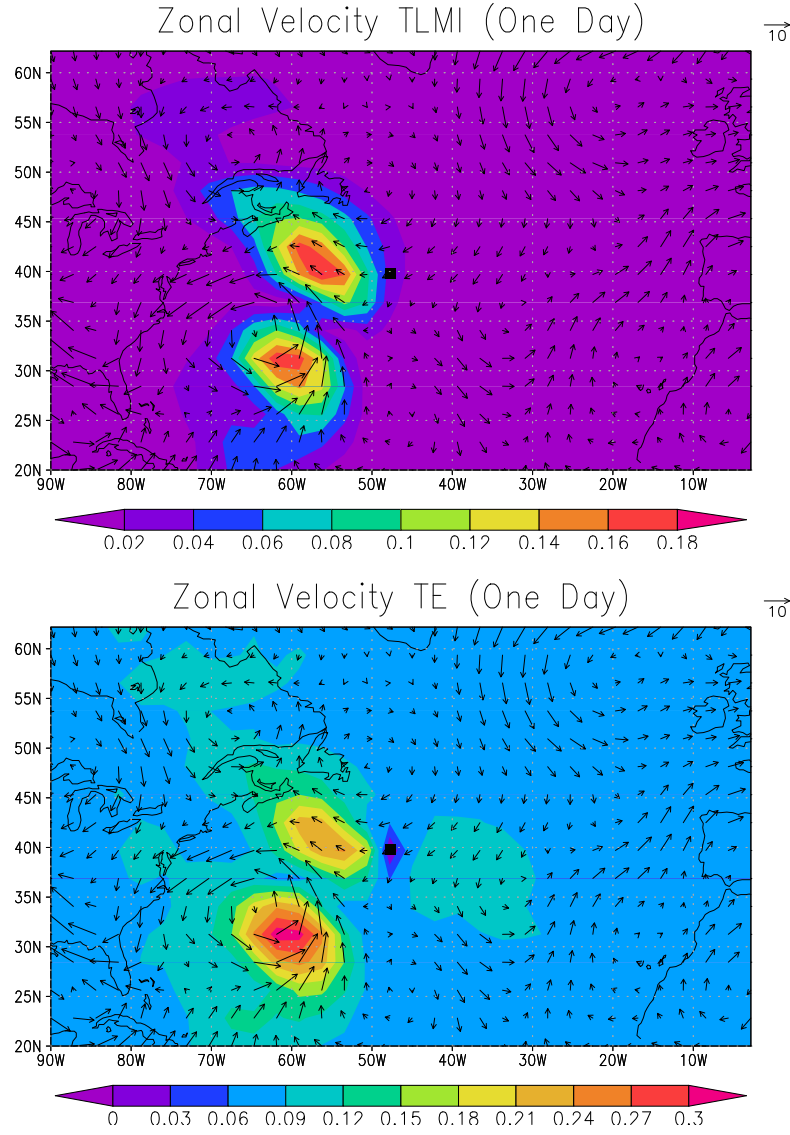 Zonal Velocity TLMI (One Day)
10
60N
55N
50N
45N
40N
35N
30N
25N
20N
90W 80W 70W 60W 50W 40W 30W 20W 10W
0.02 0.04 0.06 0.08 0.1 0.12 0.14 0.16 0.18
Zonal Velocity TE (One Day)
10
60N
55N
50N
45N
40N
35N
30N
25N
20N
90W 80W 70W 60W 50W 40W 30W 20W 10W
0 0.03 0.06 0.09 0.12 0.15 0.18 0.21 0.24 0.27 0.3